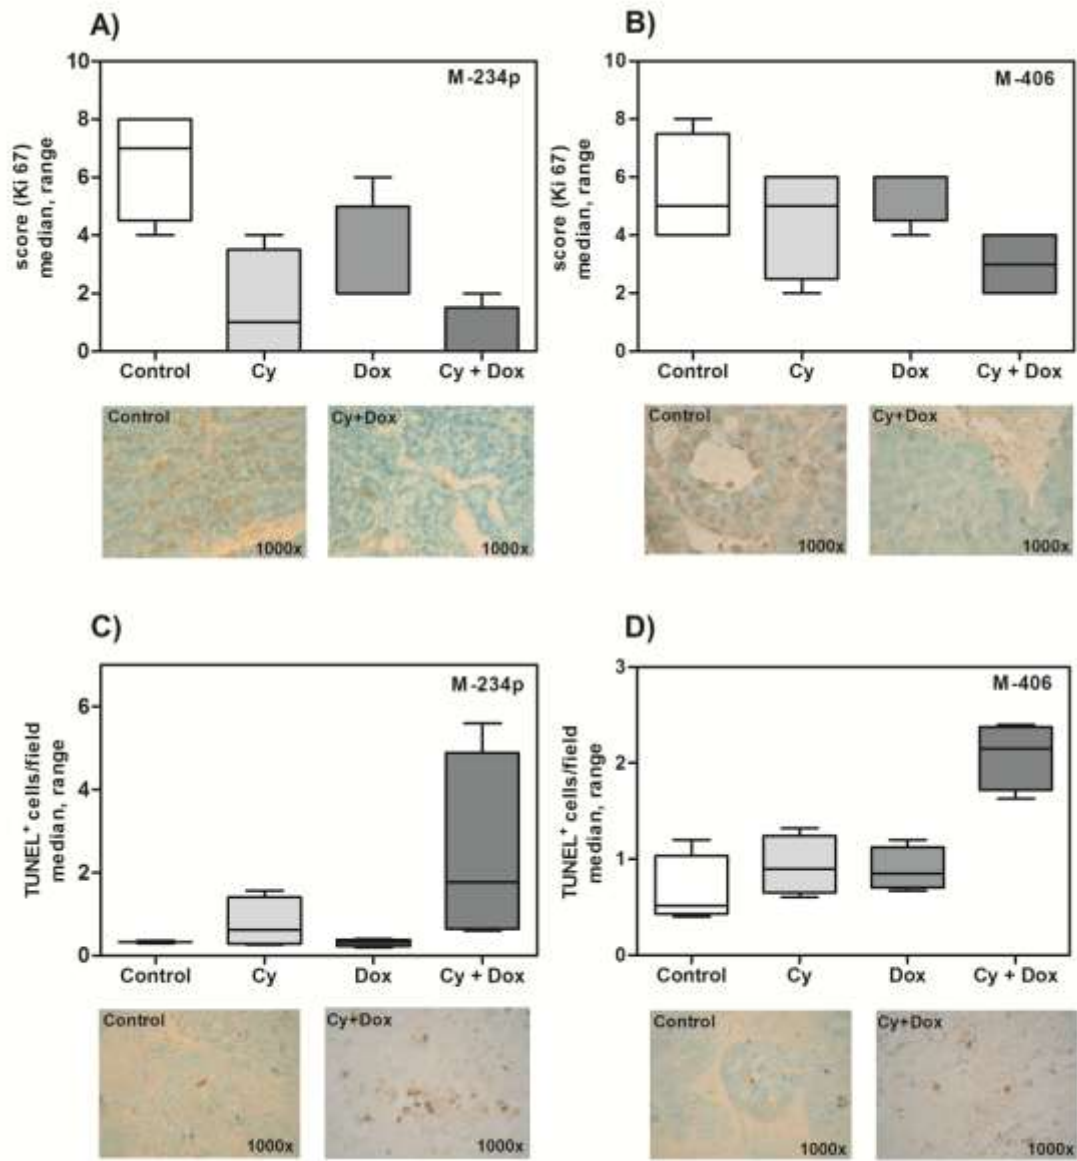 A)
M-234p
score (Ki 67)
median, range
10
8
6
4
2
0
Control Cy Dox Cy + Dox
Control
1000x
Cy+Dox
1000x
B)
M-406
score (Ki 67)
median, range
10
8
6
4
2
0
Control Cy Dox Cy + Dox
Control
1000x
Cy+Dox
1000x
C)
M-234p
TUNEL⁺ cells/field
median, range
6
4
2
0
Control Cy Dox Cy + Dox
Control
1000x
Cy+Dox
1000x
D)
M-406
TUNEL⁺ cells/field
median, range
3
2
1
0
Control Cy Dox Cy + Dox
Control
1000x
Cy+Dox
1000x